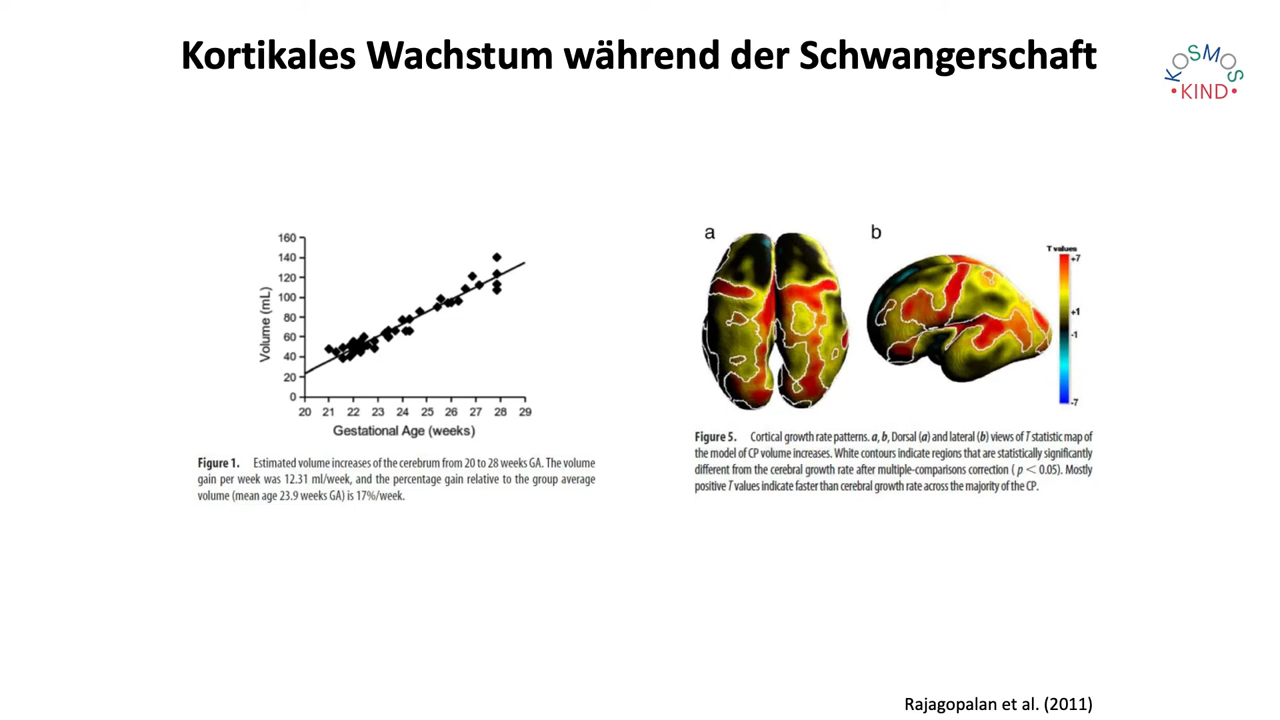 Kortikales Wachstum während der Schwangerschaft
KOSMOS
•KIND•
160
140
120
100
80
60
40
20
0
Volume (mL)
20 21 22 23 24 25 26 27 28 29
Gestational Age (weeks)
Figure 1. Estimated volume increases of the cerebrum from 20 to 28 weeks GA. The volume
gain per week was 12.31 ml/week, and the percentage gain relative to the group average
volume (mean age 23.9 weeks GA) is 17%/week.
a
b
T values
+7
+1
-1
-7
Figure 5. Cortical growth rate patterns. a, b, Dorsal (a) and lateral (b) views of T statistic map of
the model of CP volume increases. White contours indicate regions that are statistically significantly
different from the cerebral growth rate after multiple-comparisons correction ( p < 0.05). Mostly
positive T values indicate faster than cerebral growth rate across the majority of the CP.
Rajagopalan et al. (2011)